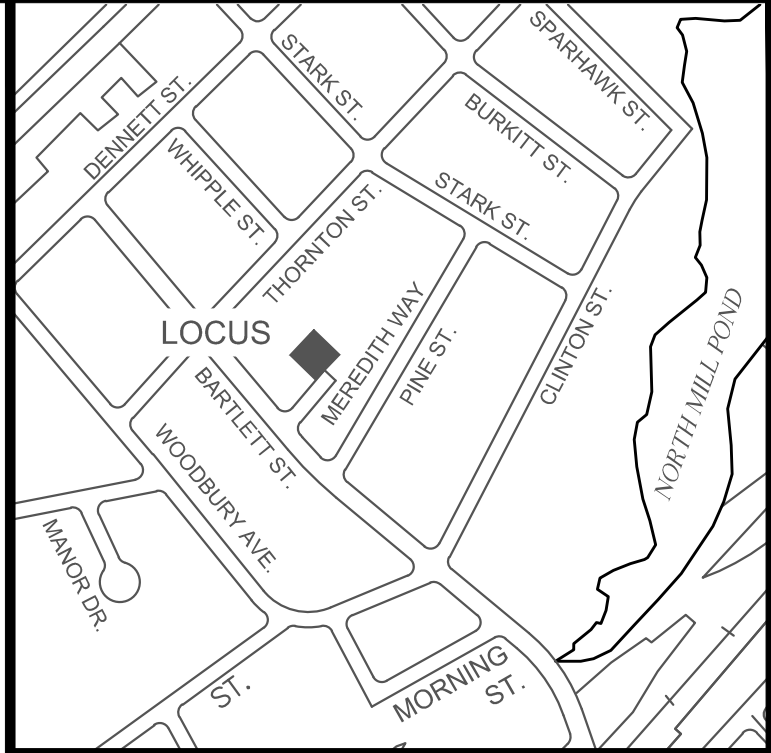 SPARHAWK ST.
STARK ST.
BURKITT ST.
DENNETT ST.
WHIPPLE ST.
STARK ST.
THORNTON ST.
LOCUS
MEREDITH WAY
PINE ST.
CLINTON ST.
NORTH MILL POND
BARTLETT ST.
WOODBURY AVE.
MANOR DR.
ST.
MORNING
ST.